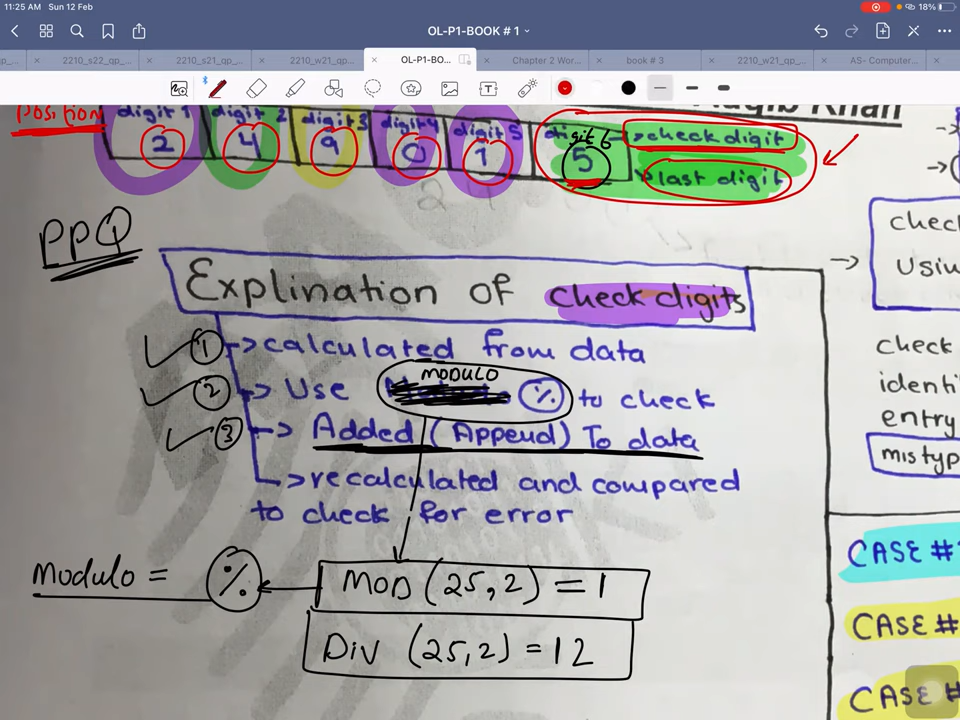 11:25 AM Sun 12 Feb
18%
OL-P1-BOOK # 1
2210_s22_qp_...
2210_s21_qp_...
2210_w21_qp...
OL-P1-BO...
Chapter 2 Wor...
book # 3
2210_w21_qp_...
AS- Computer...
Khan
Position
digit 1
digit 2
digit 3
digit 4
digit 5
digit 6
>check digit
2
4
9
0
1
5
last digit
PPQ
Explination of check digits
1 -> calculated from data
MODULO
2 -> Use % to check
3 -> Added (Append) To data
-> recalculated and compared
to check for error
Modulo = %
MOD (25,2) = 1
Div (25,2) = 12
chec
Usin
check
identi
entry
mistyp
CASE #
CASE #
CASE #